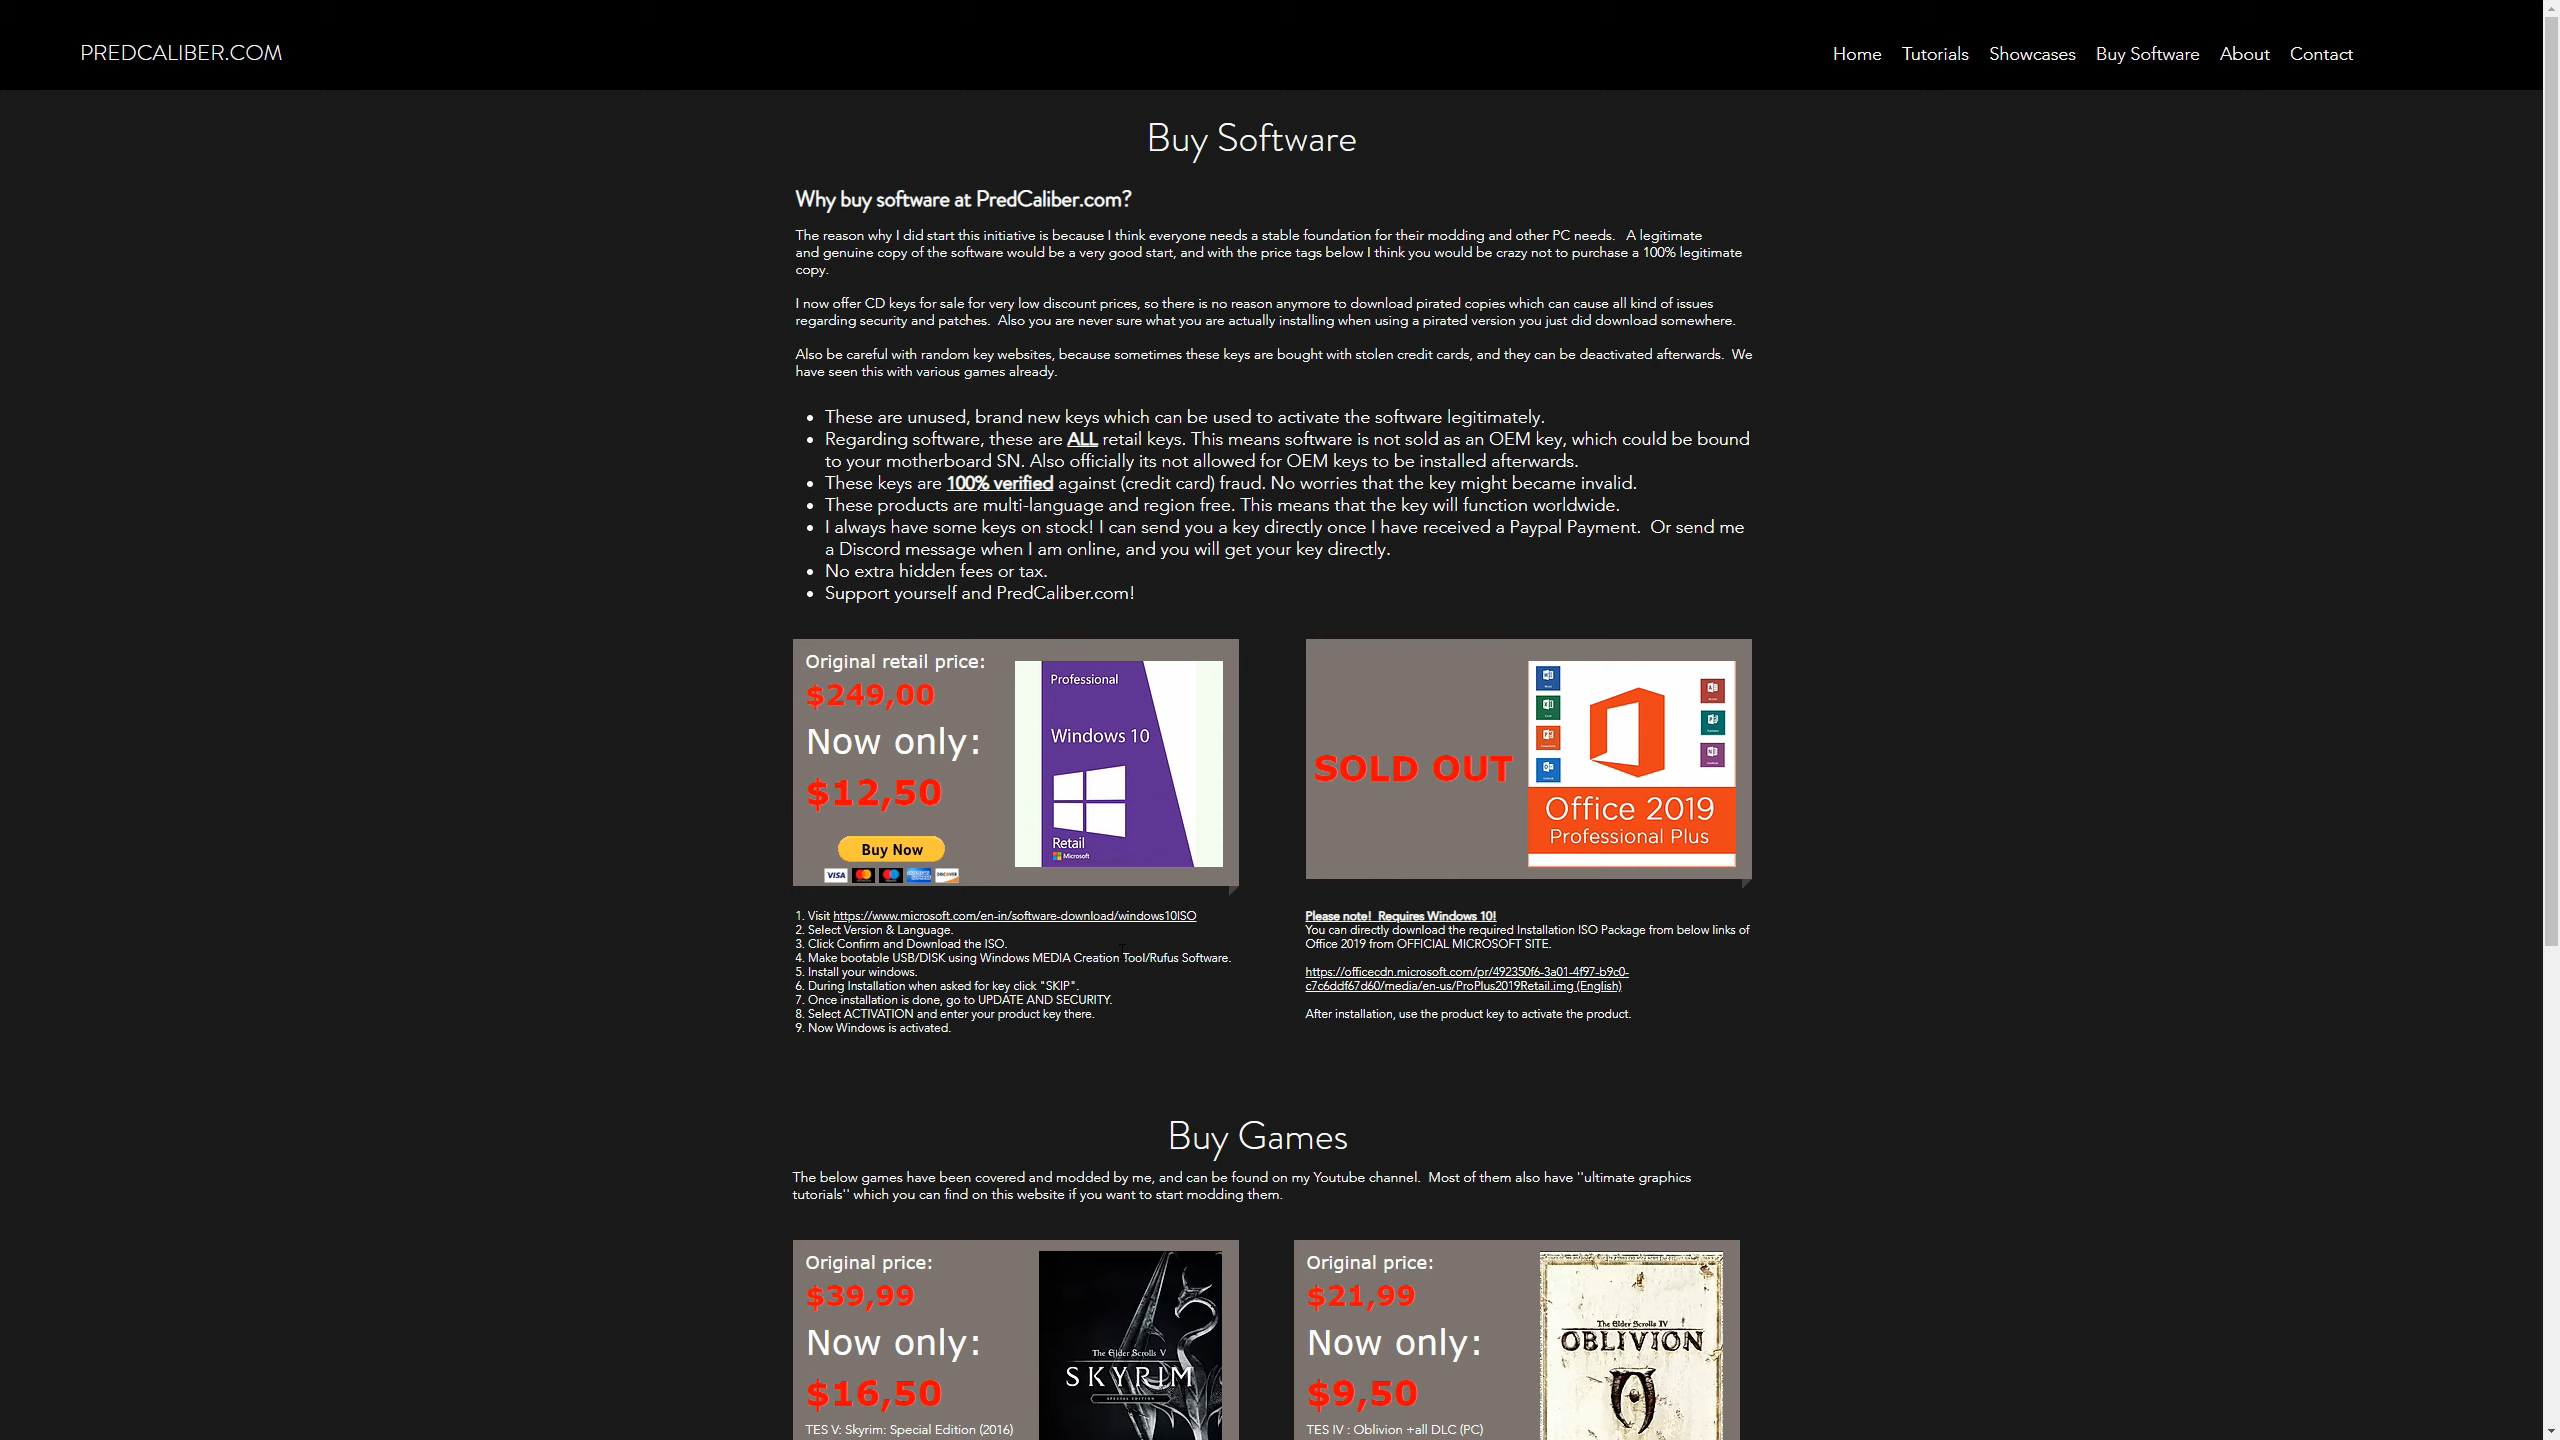 PREDCALIBER.COM
Home Tutorials Showcases Buy Software About Contact
Buy Software
Why buy software at PredCaliber.com?
The reason why I did start this initiative is because I think everyone needs a stable foundation for their modding and other PC needs.   A legitimate
and genuine copy of the software would be a very good start, and with the price tags below I think you would be crazy not to purchase a 100% legitimate
copy.
I now offer CD keys for sale for very low discount prices, so there is no reason anymore to download pirated copies which can cause all kind of issues
regarding security and patches.  Also you are never sure what you are actually installing when using a pirated version you just did download somewhere.
Also be careful with random key websites, because sometimes these keys are bought with stolen credit cards, and they can be deactivated afterwards.  We
have seen this with various games already.
• These are unused, brand new keys which can be used to activate the software legitimately.
• Regarding software, these are ALL retail keys. This means software is not sold as an OEM key, which could be bound
to your motherboard SN. Also officially its not allowed for OEM keys to be installed afterwards.
• These keys are 100% verified against (credit card) fraud. No worries that the key might became invalid.
• These products are multi-language and region free. This means that the key will function worldwide.
• I always have some keys on stock! I can send you a key directly once I have received a Paypal Payment.  Or send me
a Discord message when I am online, and you will get your key directly.
• No extra hidden fees or tax.
• Support yourself and PredCaliber.com!
Original retail price:
$249,00
Now only:
$12,50
Buy Now
VISA
DISCOVER
Professional
Windows 10
Retail
Microsoft
SOLD OUT
Office 2019
Professional Plus
1. Visit https://www.microsoft.com/en-in/software-download/windows10ISO
2. Select Version & Language.
3. Click Confirm and Download the ISO.
4. Make bootable USB/DISK using Windows MEDIA Creation Tool/Rufus Software.
5. Install your windows.
6. During Installation when asked for key click "SKIP".
7. Once installation is done, go to UPDATE AND SECURITY.
8. Select ACTIVATION and enter your product key there.
9. Now Windows is activated.
Please note!  Requires Windows 10!
You can directly download the required Installation ISO Package from below links of
Office 2019 from OFFICIAL MICROSOFT SITE.
https://officecdn.microsoft.com/pr/492350f6-3a01-4f97-b9c0-
c7c6ddf67d60/media/en-us/ProPlus2019Retail.img (English)
After installation, use the product key to activate the product.
Buy Games
The below games have been covered and modded by me, and can be found on my Youtube channel.  Most of them also have ''ultimate graphics
tutorials'' which you can find on this website if you want to start modding them.
Original price:
$39,99
Now only:
$16,50
TES V: Skyrim: Special Edition (2016)
The Elder Scrolls V
SKYRIM
SPECIAL EDITION
Original price:
$21,99
Now only:
$9,50
TES IV : Oblivion +all DLC (PC)
The Elder Scrolls IV
OBLIVION